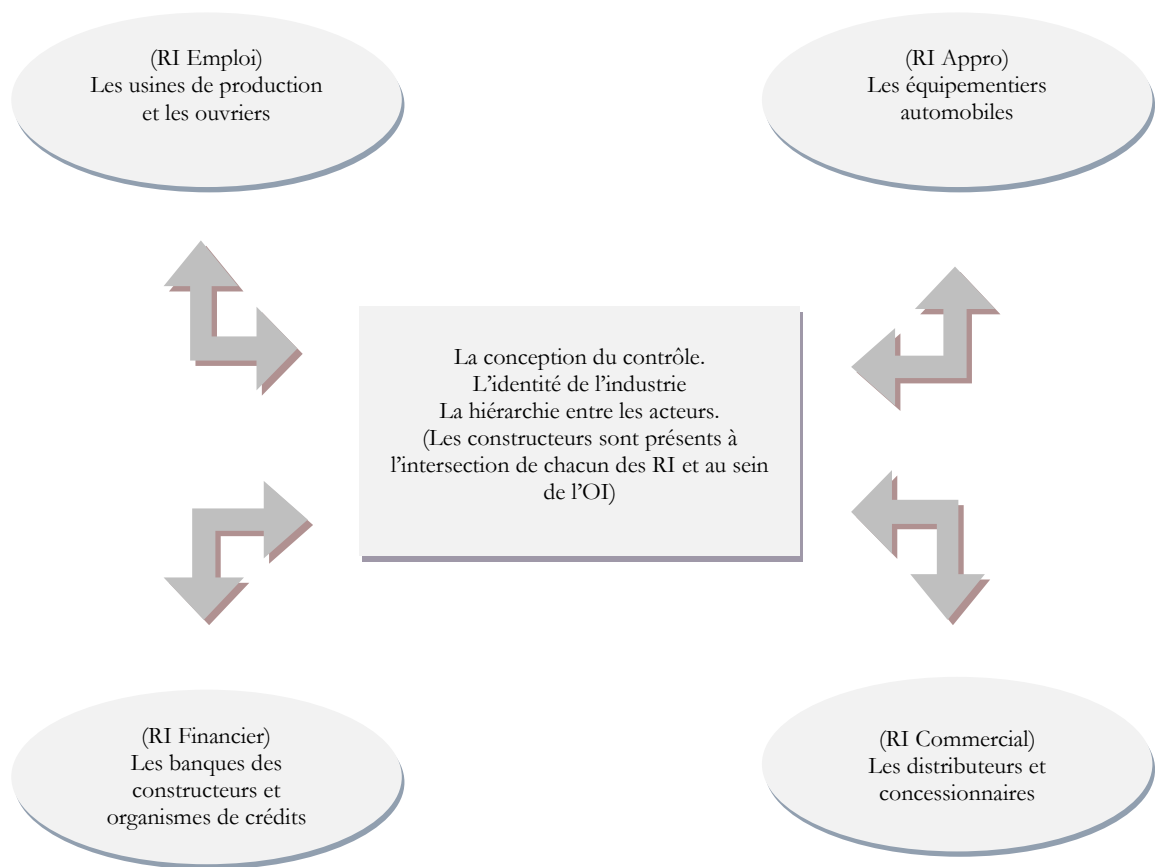 (RI Emploi)
Les usines de production
et les ouvriers
(RI Appro)
Les équipementiers
automobiles
La conception du contrôle.
L’identité de l’industrie
La hiérarchie entre les acteurs.
(Les constructeurs sont présents à
l’intersection de chacun des RI et au sein
de l’OI)
(RI Financier)
Les banques des
constructeurs et
organismes de crédits
(RI Commercial)
Les distributeurs et
concessionnaires